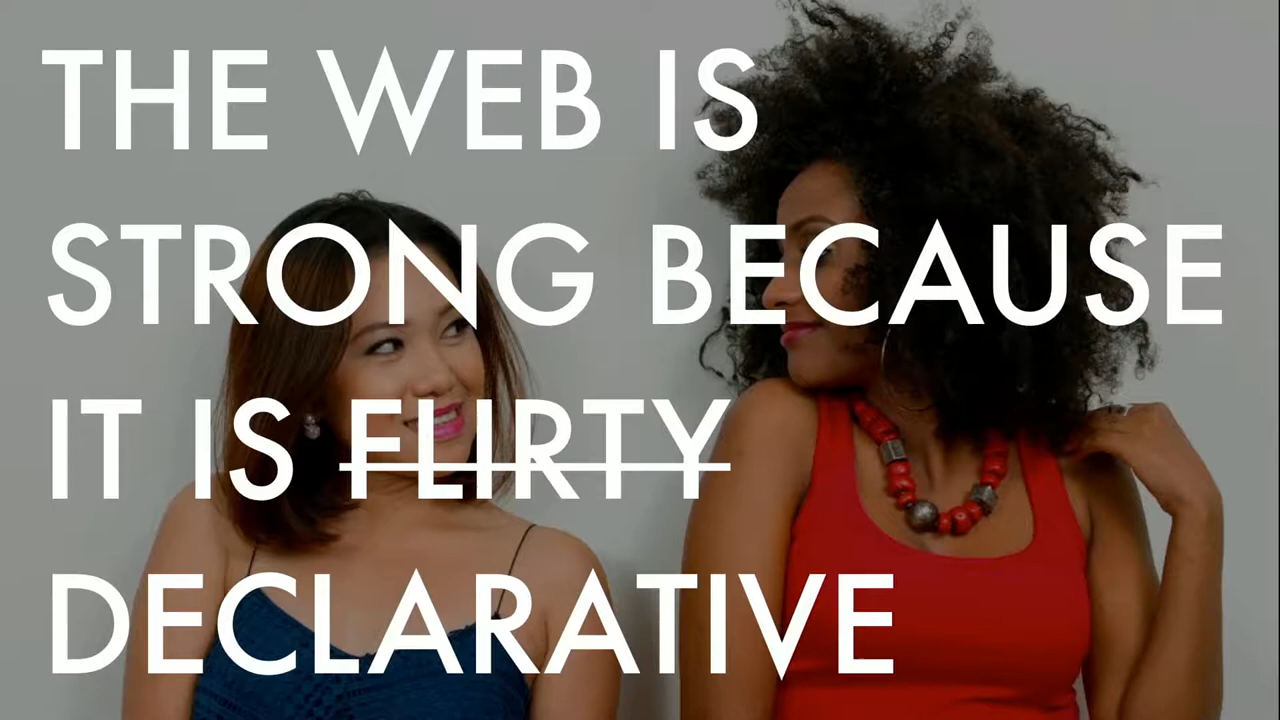 THE WEB IS
STRONG BECAUSE
IT IS FLIRTY
DECLARATIVE